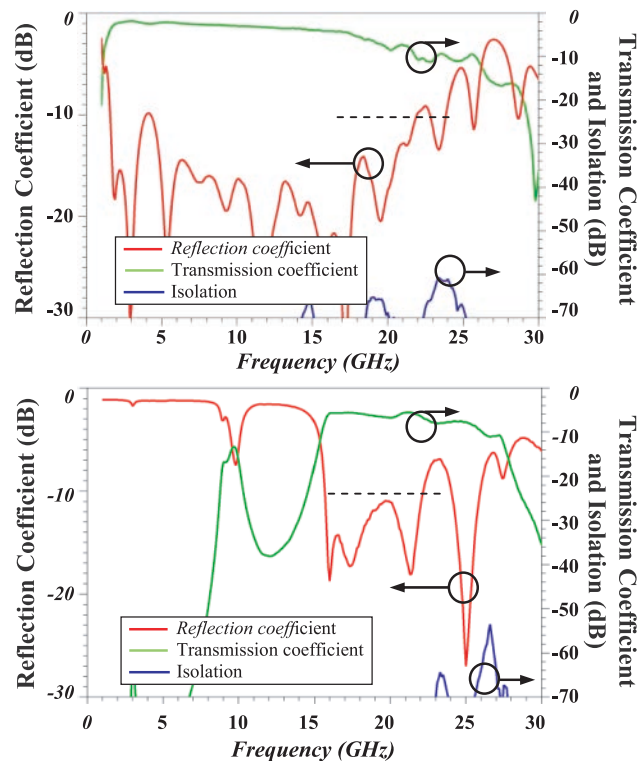 Reflection Coefficient (dB)
0
-10
-20
-30
0
-10
-20
-30
-40
-50
-60
-70
Transmission Coefficient
and Isolation (dB)
Reflection coefficient
Transmission coefficient
Isolation
0 5 10 15 20 25 30
Frequency (GHz)
Reflection Coefficient (dB)
0
-10
-20
-30
0
-10
-20
-30
-40
-50
-60
-70
Transmission Coefficient
and Isolation (dB)
Reflection coefficient
Transmission coefficient
Isolation
0 5 10 15 20 25 30
Frequency (GHz)